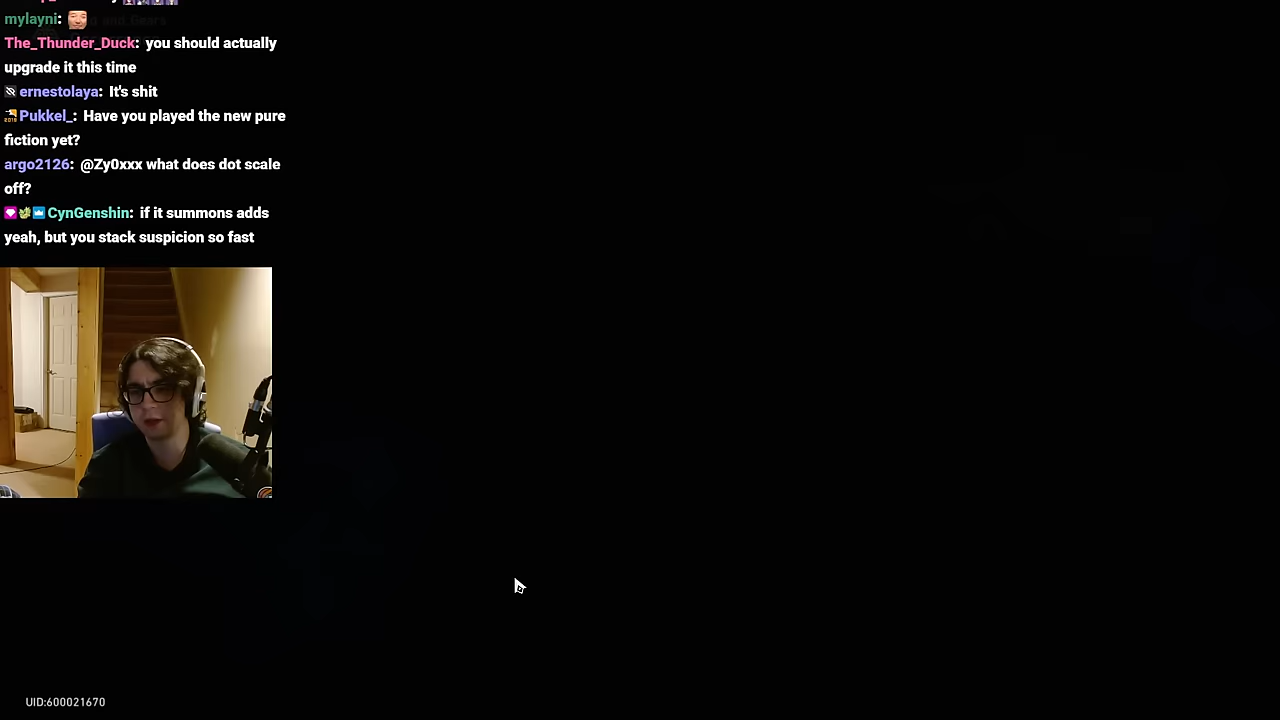 mylayni:
The_Thunder_Duck: you should actually
upgrade it this time
ernestolaya: It's shit
Pukkel_: Have you played the new pure
fiction yet?
argo2126: @Zy0xxx what does dot scale
off?
CynGenshin: if it summons adds
yeah, but you stack suspicion so fast
UID:600021670